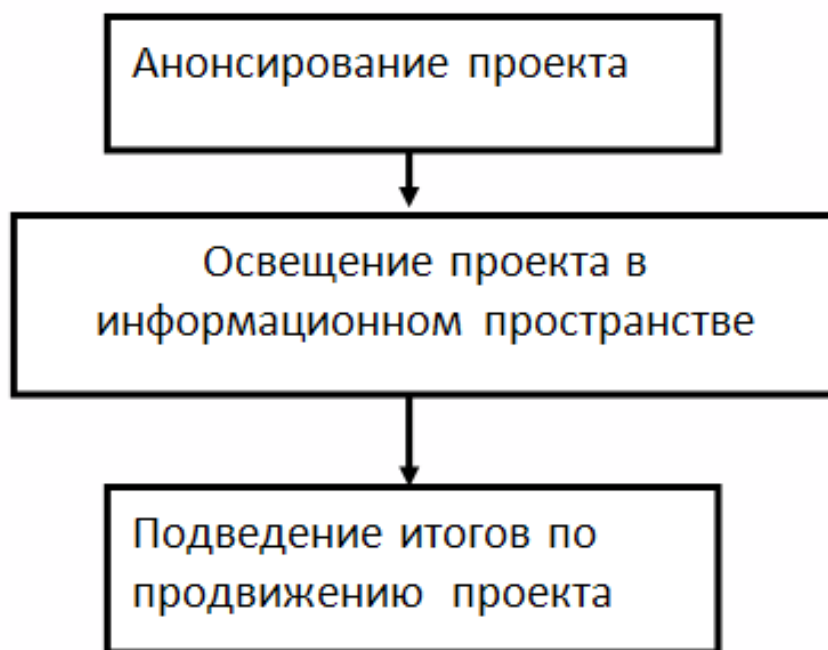 Анонсирование проекта
Освещение проекта в
информационном пространстве
Подведение итогов по
продвижению проекта